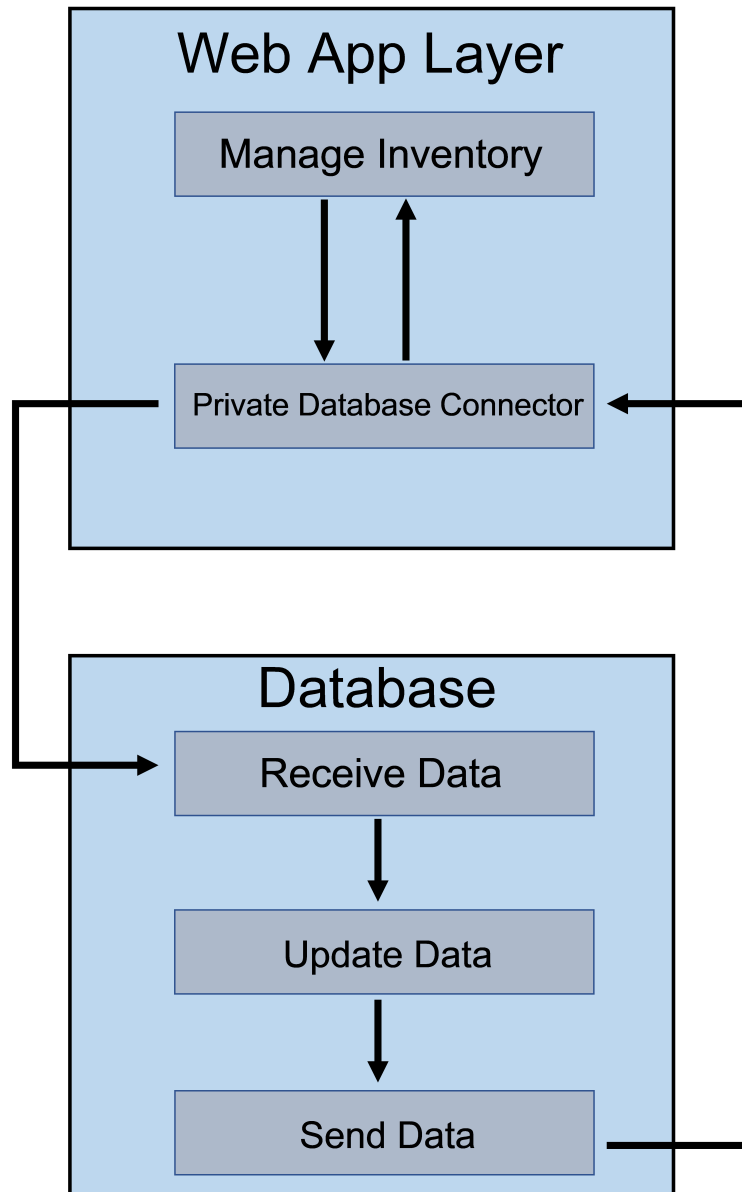 Web App Layer
Manage Inventory
Private Database Connector
Database
Receive Data
Update Data
Send Data